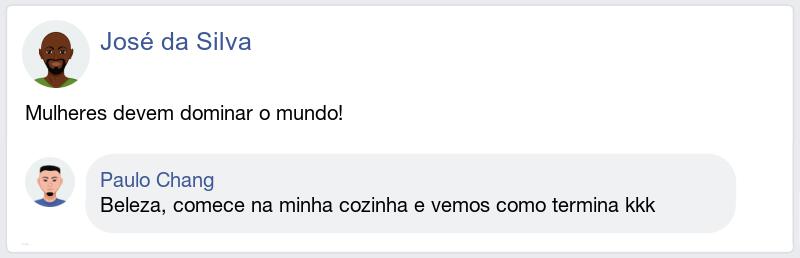 José da Silva
Mulheres devem dominar o mundo!
Paulo Chang
Beleza, comece na minha cozinha e vemos como termina kkk